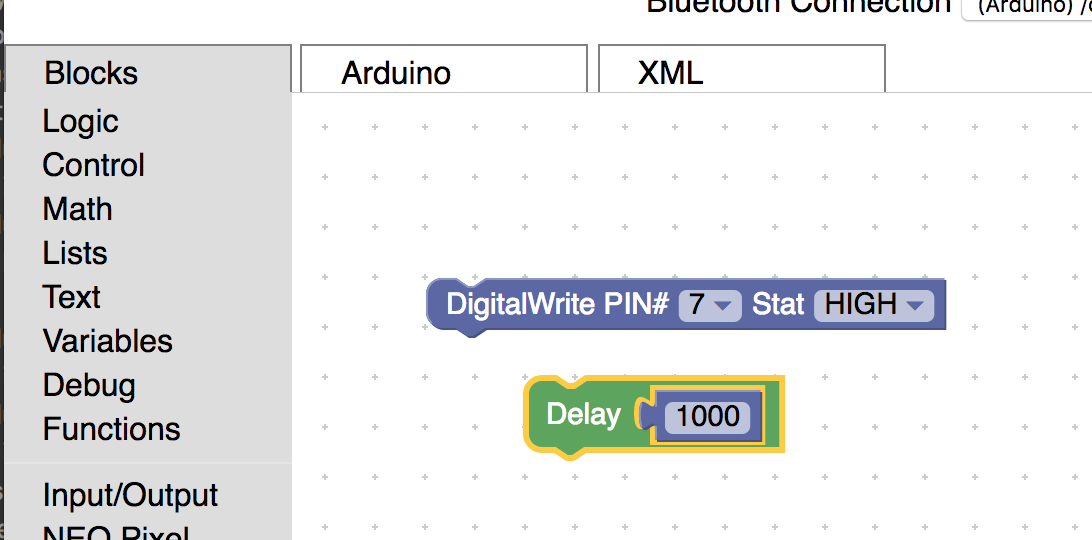 Bluetooth Connection (Arduino)
Blocks
Arduino
XML
Logic
Control
Math
Lists
Text
Variables
Debug
Functions
Input/Output
NEO Pixel
DigitalWrite PIN# 7 Stat HIGH
Delay 1000